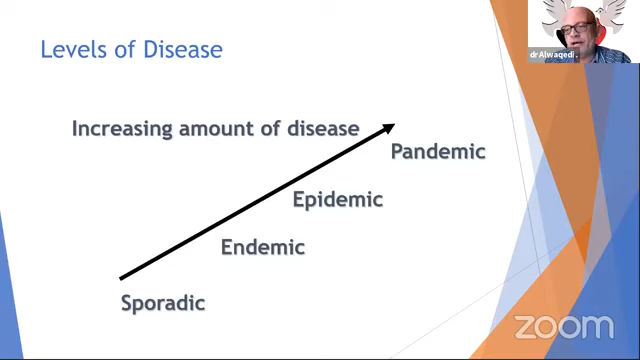 Levels of Disease
dr Alwaqedi
Increasing amount of disease
Pandemic
Epidemic
Endemic
Sporadic
zoom